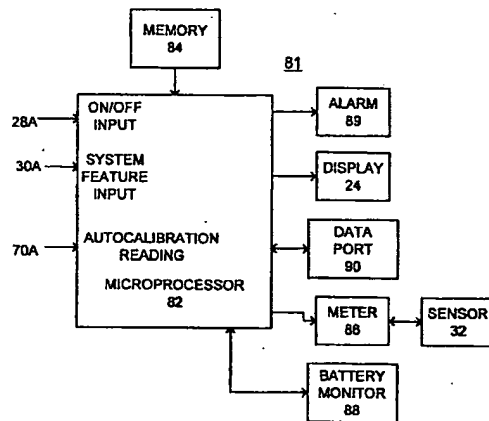 MEMORY
84
81
28A
ON/OFF
INPUT
30A
SYSTEM
FEATURE
INPUT
70A
AUTOCALIBRATION
READING
MICROPROCESSOR
82
ALARM
89
DISPLAY
24
DATA
PORT
90
METER
86
SENSOR
32
BATTERY
MONITOR
88